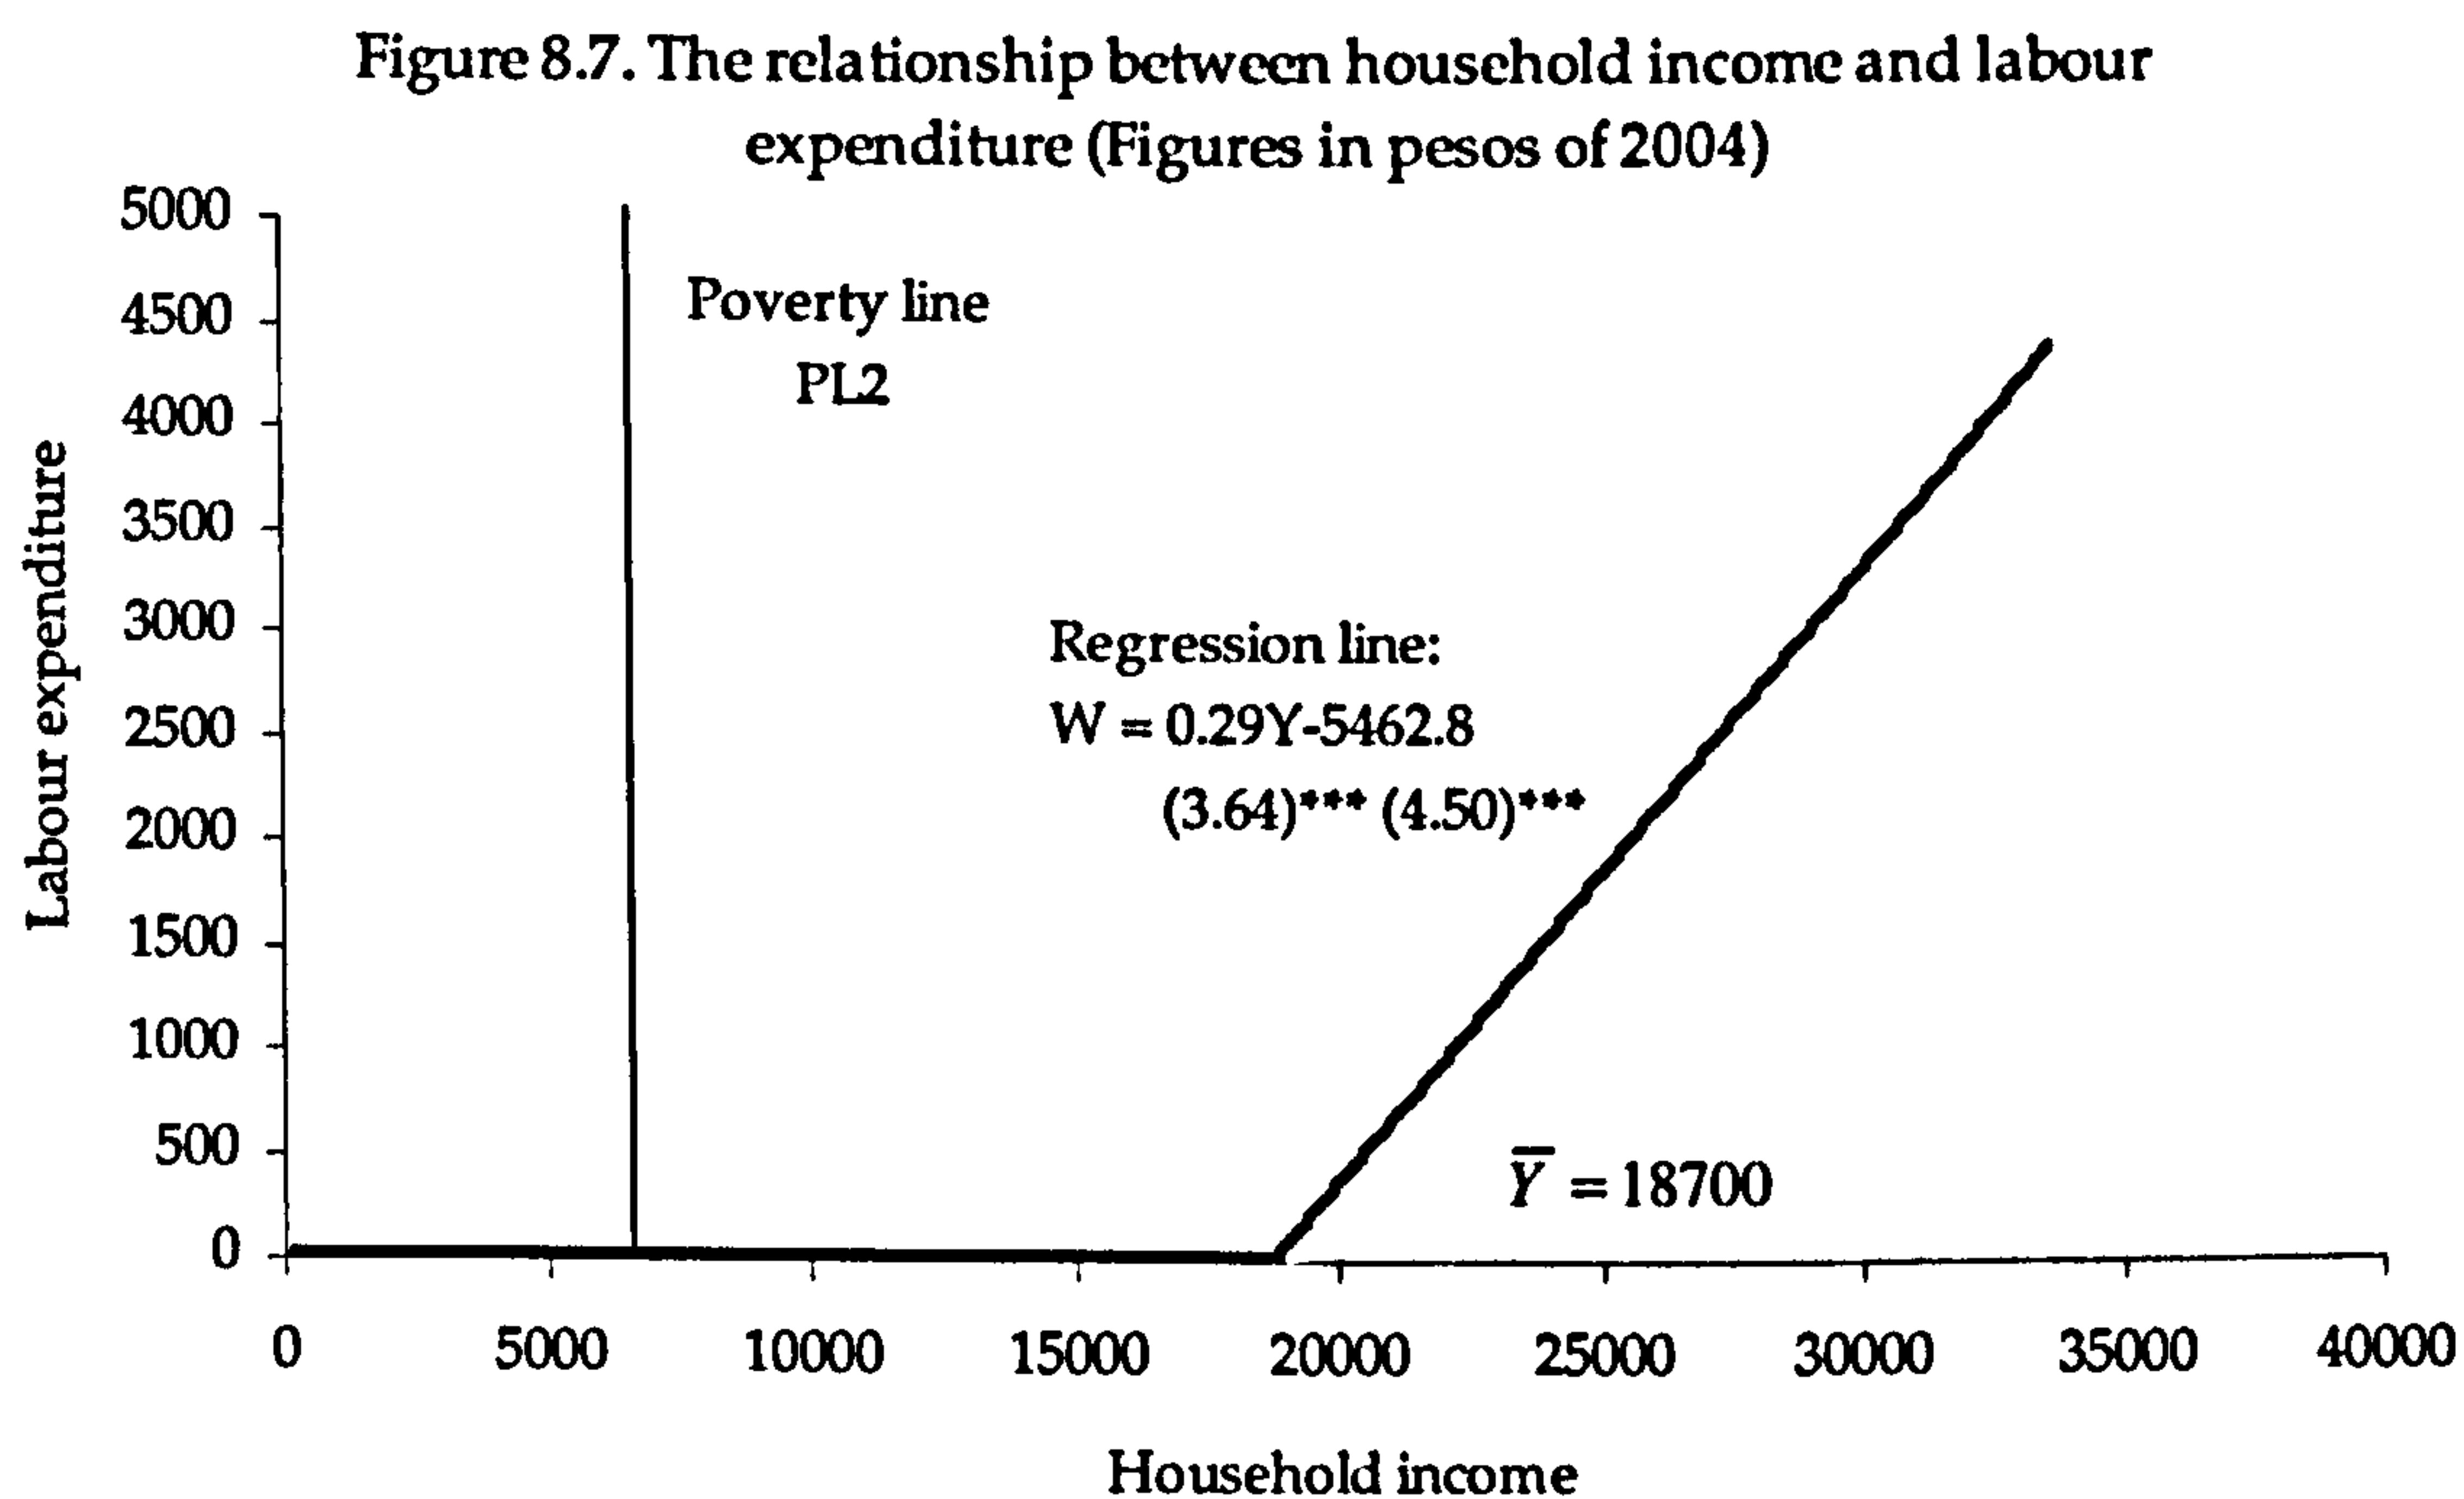 Figure 8.7. The relationship between household income and labour
expenditure (Figures in pesos of 2004)
5000
4500
4000
3500
3000
2500
2000
1500
1000
500
0
Labour expenditure
Poverty line
PL2
Regression line:
W = 0.29Y-5462.8
(3.64)*** (4.50)***
Y̅ = 18700
0 5000 10000 15000 20000 25000 30000 35000 40000
Household income